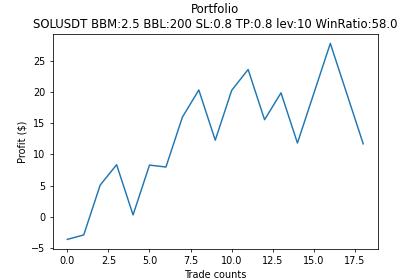 Portfolio
SOLUSDT BBM:2.5 BBL:200 SL:0.8 TP:0.8 lev:10 WinRatio:58.0
25
20
15
10
5
0
−5
Profit ($)
0.0 2.5 5.0 7.5 10.0 12.5 15.0 17.5
Trade counts